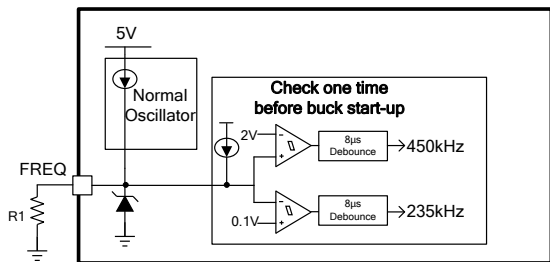 5V
Normal
Oscillator
Check one time
before buck start-up
2V
-
+
8µs
Debounce
450kHz
FREQ
R1
-
+
0.1V
8µs
Debounce
235kHz